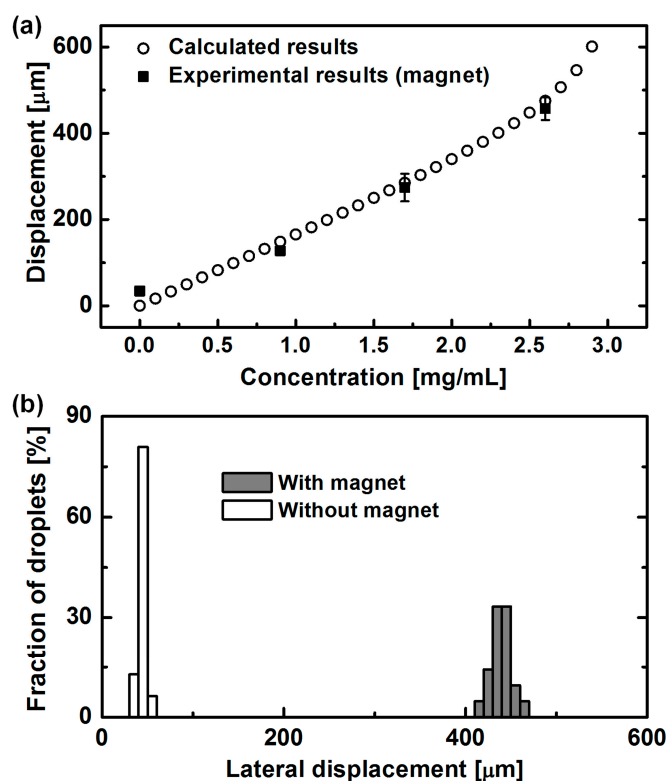 (a)
Calculated results
Experimental results (magnet)
Displacement [µm]
600
400
200
0
0.0 0.5 1.0 1.5 2.0 2.5 3.0
Concentration [mg/mL]
(b)
With magnet
Without magnet
Fraction of droplets [%]
90
60
30
0
0 200 400 600
Lateral displacement [µm]